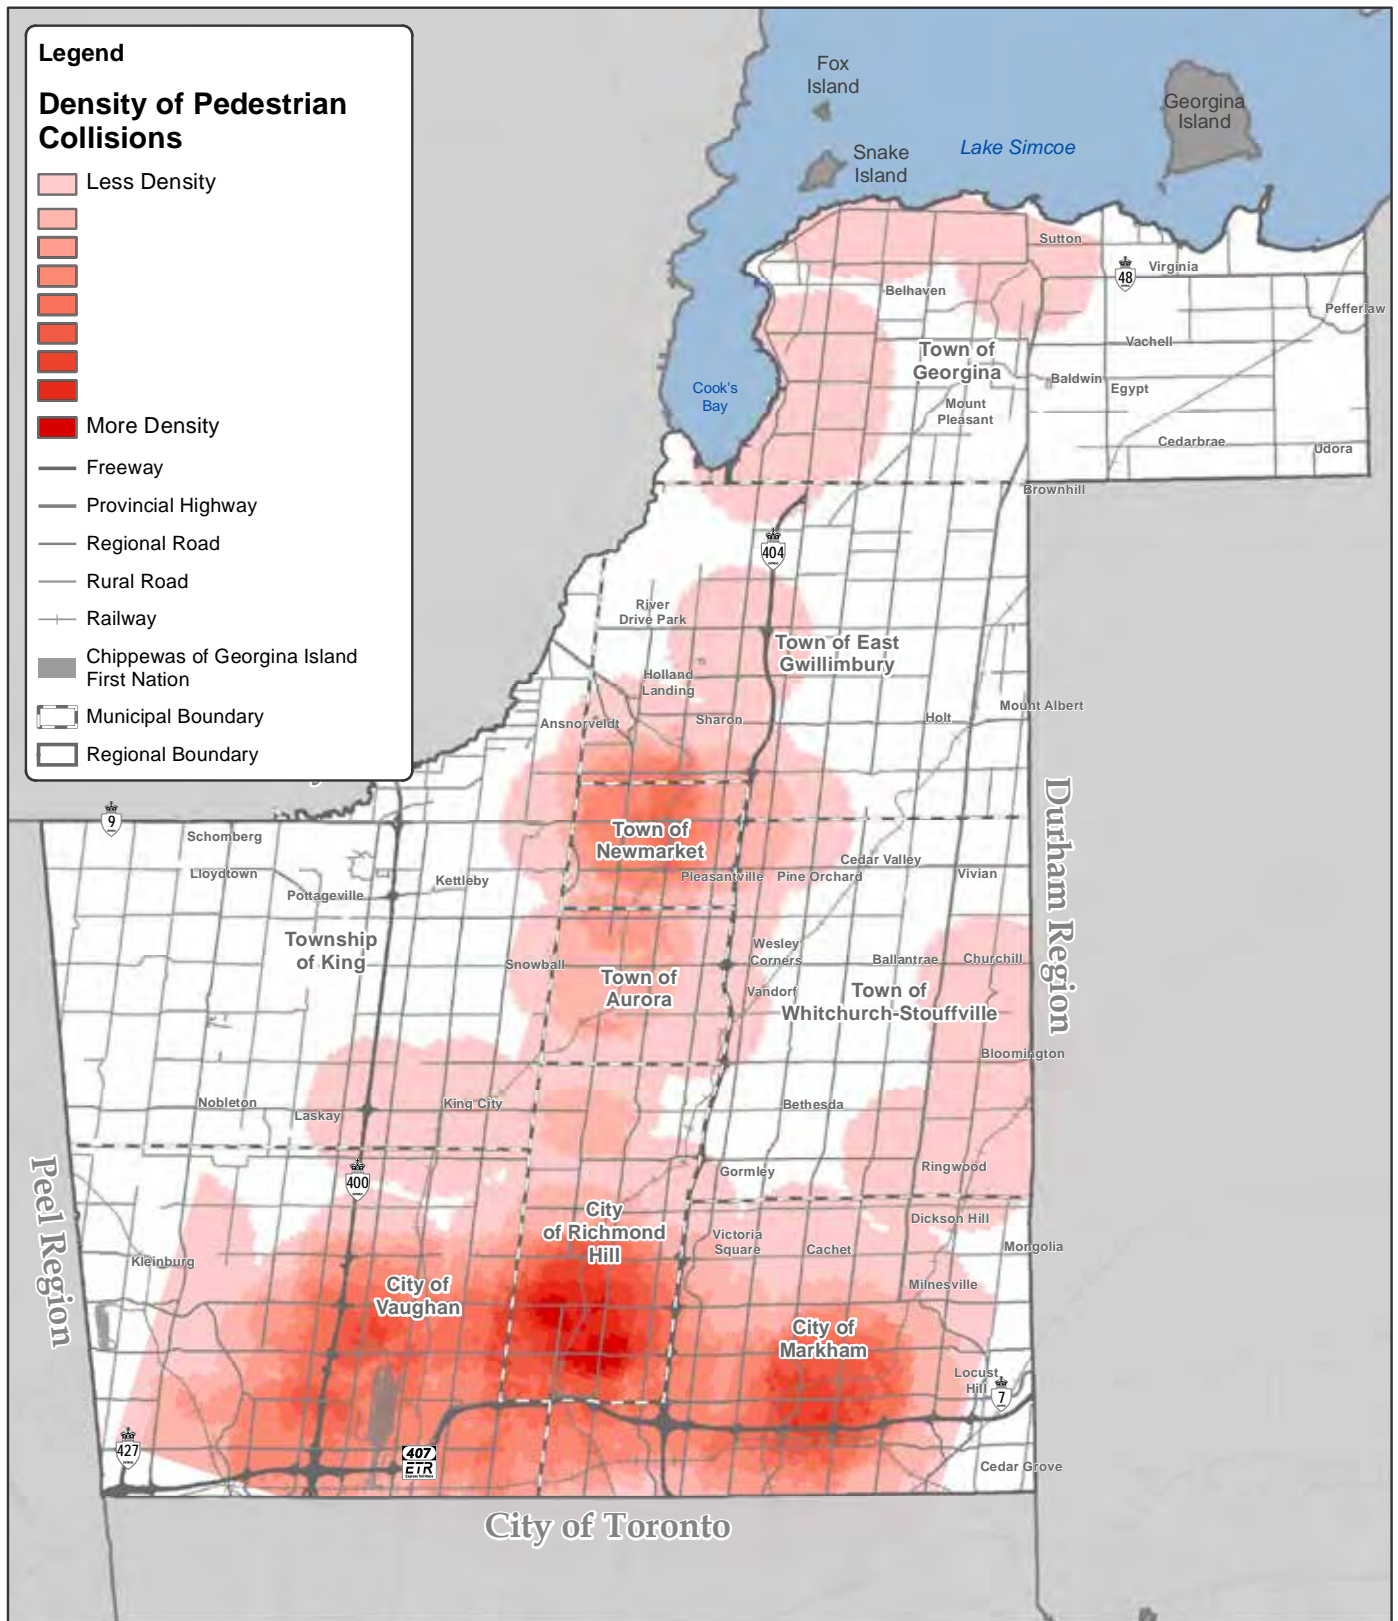 Legend
Density of Pedestrian
Collisions
Less Density
More Density
Freeway
Provincial Highway
Regional Road
Rural Road
Railway
Chippewas of Georgina Island
First Nation
Municipal Boundary
Regional Boundary
Fox
Island
Georgina
Island
Snake
Island
Lake Simcoe
Sutton
48
Virginia
Belhaven
Pefferlaw
Town of
Georgina
Vachell
Cook's
Bay
Baldwin
Egypt
Mount
Pleasant
Cedarbrae
Udora
Brownhill
404
River
Drive Park
Town of East
Gwillimbury
Holland
Landing
Mount Albert
Ansnorveldt
Sharon
Holt
9
Schomberg
Town of
Newmarket
Durham Region
Lloydtown
Pottageville
Kettleby
Cedar Valley
Pleasantville
Pine Orchard
Vivian
Township
of King
Snowball
Wesley
Corners
Ballantrae
Churchill
Town of
Aurora
Vandorf
Town of
Whitchurch-Stouffville
Bloomington
Nobleton
Laskay
King City
Bethesda
Peel Region
400
Gormley
Ringwood
City
of Richmond
Hill
Victoria
Square
Cachet
Dickson Hill
Mongolia
Kleinburg
City of
Vaughan
Milnesville
City of
Markham
Locust
Hill
7
427
407
ETR
Cedar Grove
City of Toronto